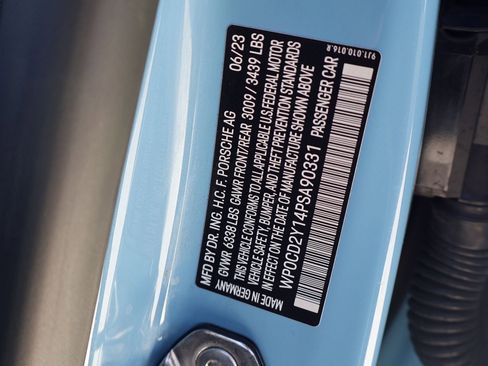 06/23
MFD BY DR. ING. H.C. F. PORSCHE AG
GVWR 6338 LBS GAWR FRONT/REAR 3009 / 3439 LBS
THIS VEHICLE CONFORMS TO ALL APPLICABLE U.S. FEDERAL MOTOR
VEHICLE SAFETY, BUMPER, AND THEFT PREVENTION STANDARDS
IN EFFECT ON THE DATE OF MANUFACTURE SHOWN ABOVE
WP0CD2Y14PSA90331 PASSENGER CAR
MADE IN GERMANY
9J1.010.016.R